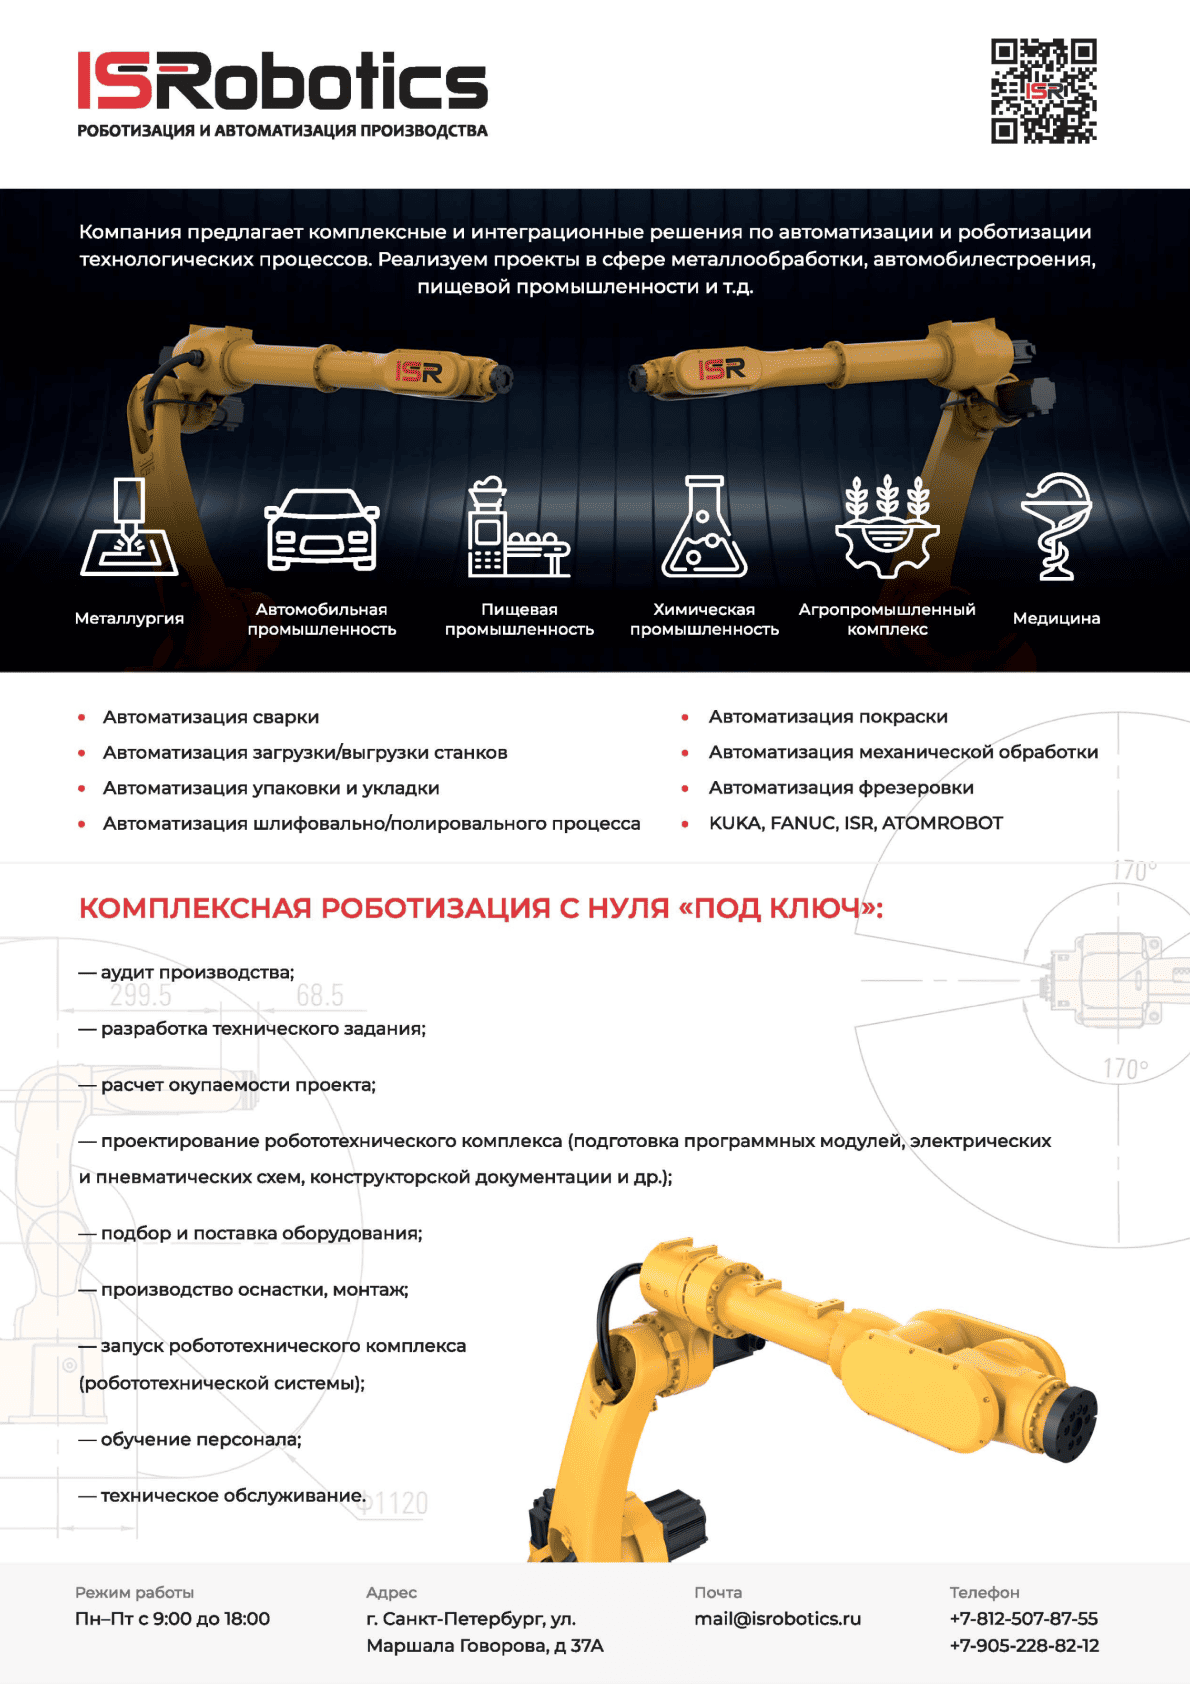 ISRobotics
РОБОТИЗАЦИЯ И АВТОМАТИЗАЦИЯ ПРОИЗВОДСТВА
ISR
Компания предлагает комплексные и интеграционные решения по автоматизации и роботизации
технологических процессов. Реализуем проекты в сфере металлообработки, автомобилестроения,
пищевой промышленности и т.д.
ISR
ISR
Металлургия
Автомобильная
промышленность
Пищевая
промышленность
Химическая
промышленность
Агропромышленный
комплекс
Медицина
• Автоматизация сварки
• Автоматизация загрузки/выгрузки станков
• Автоматизация упаковки и укладки
• Автоматизация шлифовально/полировального процесса
• Автоматизация покраски
• Автоматизация механической обработки
• Автоматизация фрезеровки
• KUKA, FANUC, ISR, ATOMROBOT
170°
КОМПЛЕКСНАЯ РОБОТИЗАЦИЯ С НУЛЯ «ПОД КЛЮЧ»:
— аудит производства;
299.5
68.5
— разработка технического задания;
170°
— расчет окупаемости проекта;
— проектирование робототехнического комплекса (подготовка программных модулей, электрических
и пневматических схем, конструкторской документации и др.);
— подбор и поставка оборудования;
— производство оснастки, монтаж;
— запуск робототехнического комплекса
(робототехнической системы);
— обучение персонала;
— техническое обслуживание.
Ф1120
Режим работы
Пн–Пт с 9:00 до 18:00
Адрес
г. Санкт-Петербург, ул.
Маршала Говорова, д 37А
Почта
mail@isrobotics.ru
Телефон
+7-812-507-87-55
+7-905-228-82-12